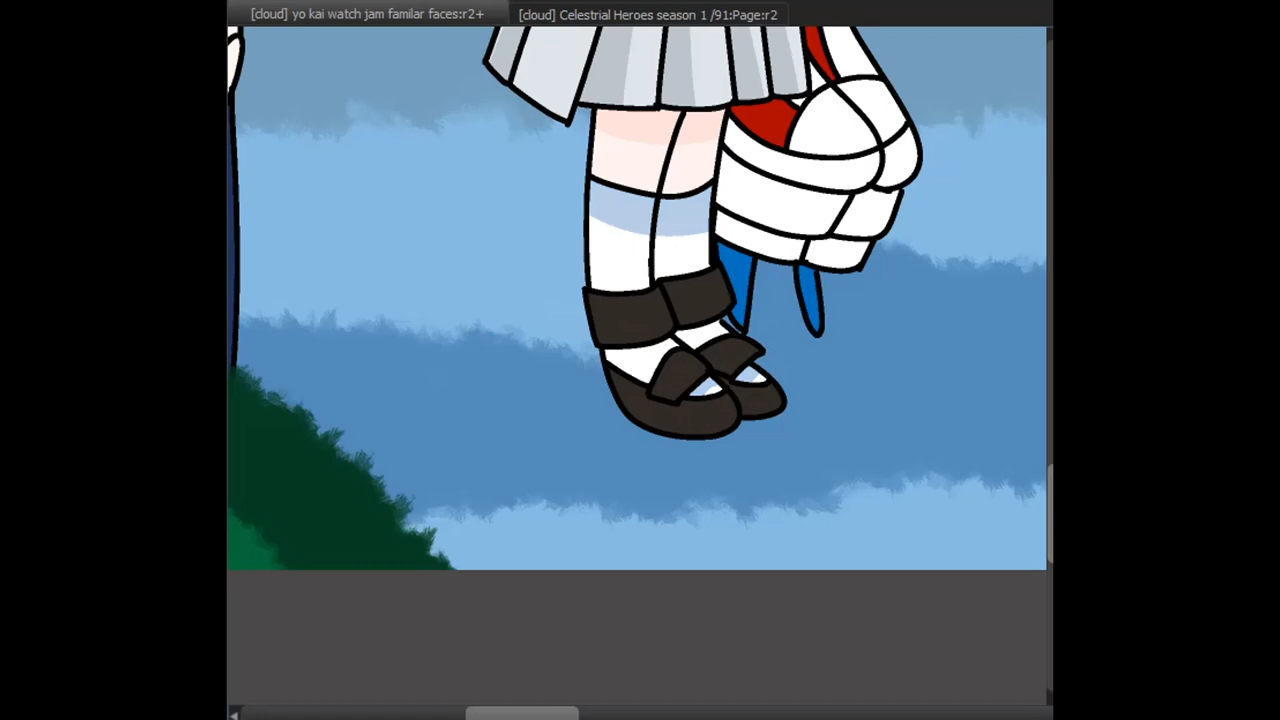 [cloud] yo kai watch jam familar faces:r2+
[cloud] Celestrial Heroes season 1 /91:Page:r2